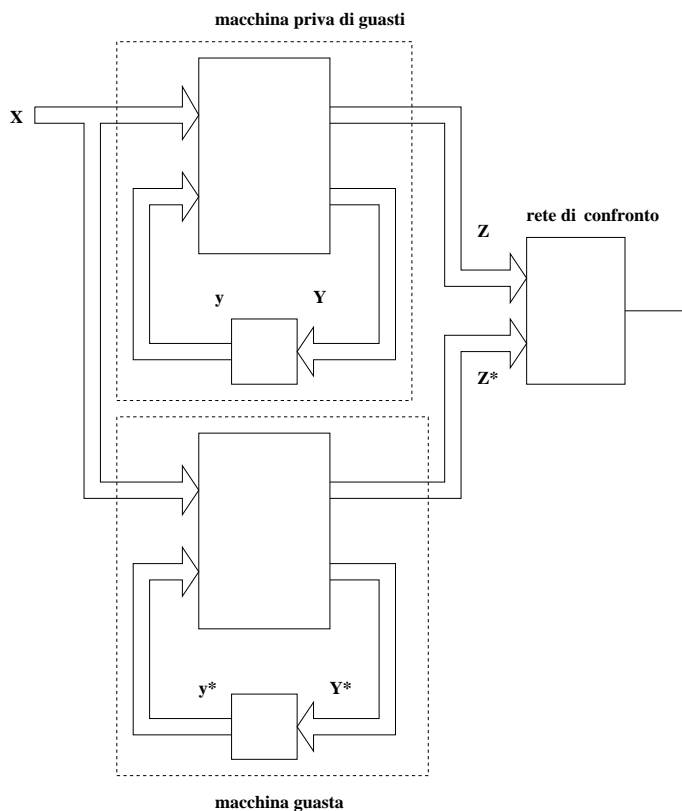 macchina priva di guasti
X
rete di confronto
Z
y Y
Z*
y* Y*
macchina guasta